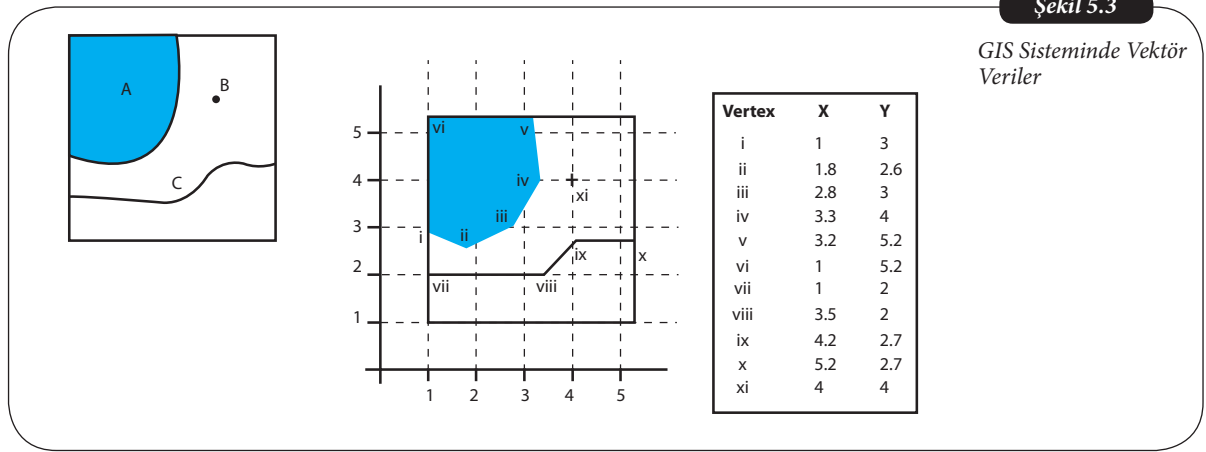 Şekil 5.3
GIS Sisteminde Vektör
Veriler
A
B
C
5
4
3
2
1
1 2 3 4 5
vi
v
iv
xi
iii
ii
i
ix
x
vii
viii
Vertex X Y
i 1 3
ii 1.8 2.6
iii 2.8 3
iv 3.3 4
v 3.2 5.2
vi 1 5.2
vii 1 2
viii 3.5 2
ix 4.2 2.7
x 5.2 2.7
xi 4 4